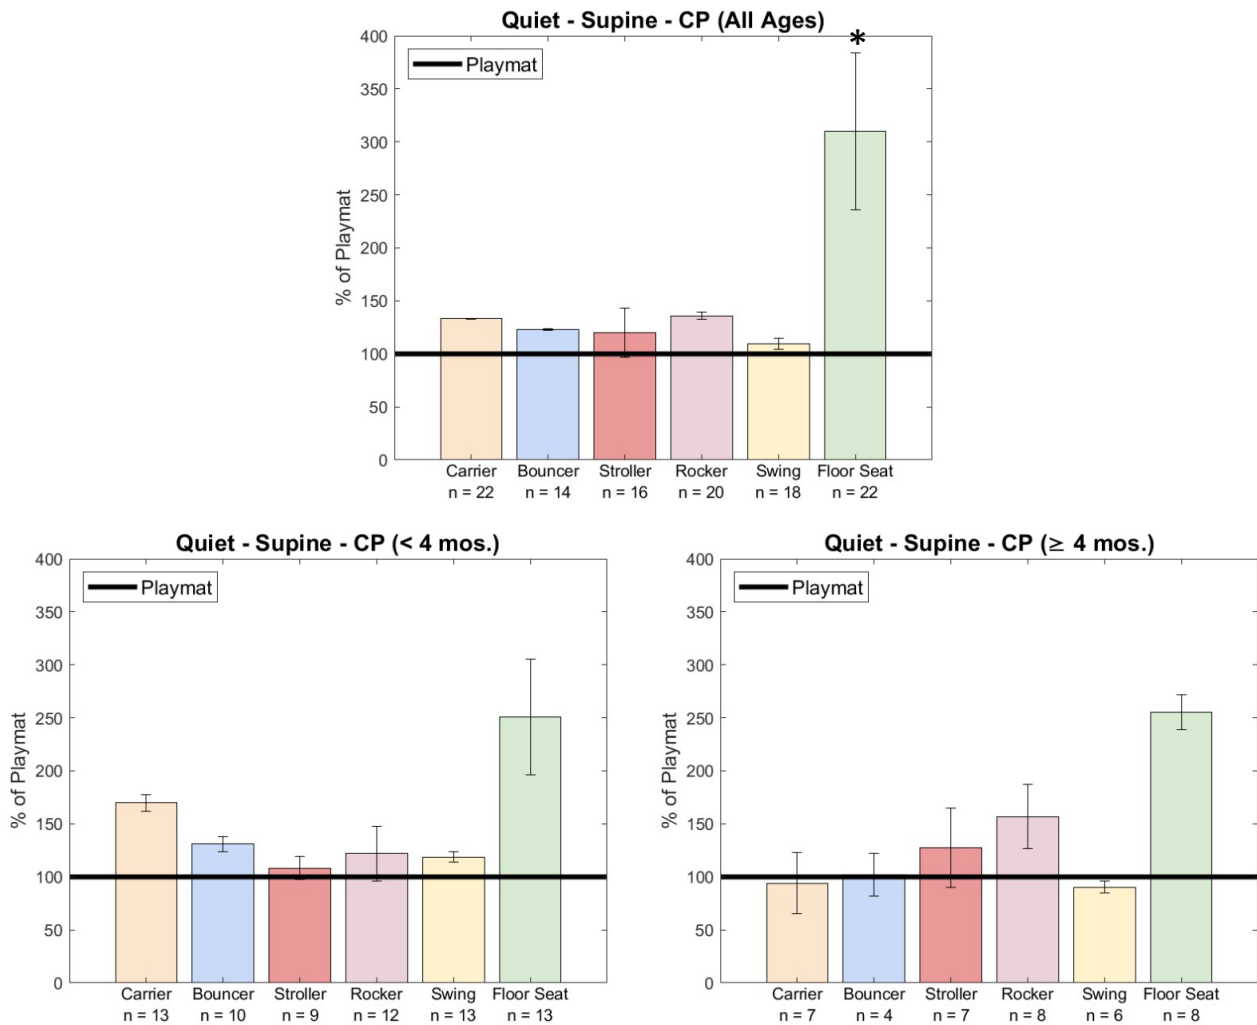 Quiet - Supine - CP (All Ages)
*
400
350
300
250
200
150
100
50
0
% of Playmat
Playmat
Carrier Bouncer Stroller Rocker Swing Floor Seat
n = 22 n = 14 n = 16 n = 20 n = 18 n = 22
Quiet - Supine - CP (< 4 mos.)
400
350
300
250
200
150
100
50
0
% of Playmat
Playmat
Carrier Bouncer Stroller Rocker Swing Floor Seat
n = 13 n = 10 n = 9 n = 12 n = 13 n = 13
Quiet - Supine - CP (≥ 4 mos.)
400
350
300
250
200
150
100
50
0
% of Playmat
Playmat
Carrier Bouncer Stroller Rocker Swing Floor Seat
n = 7 n = 4 n = 7 n = 8 n = 6 n = 8